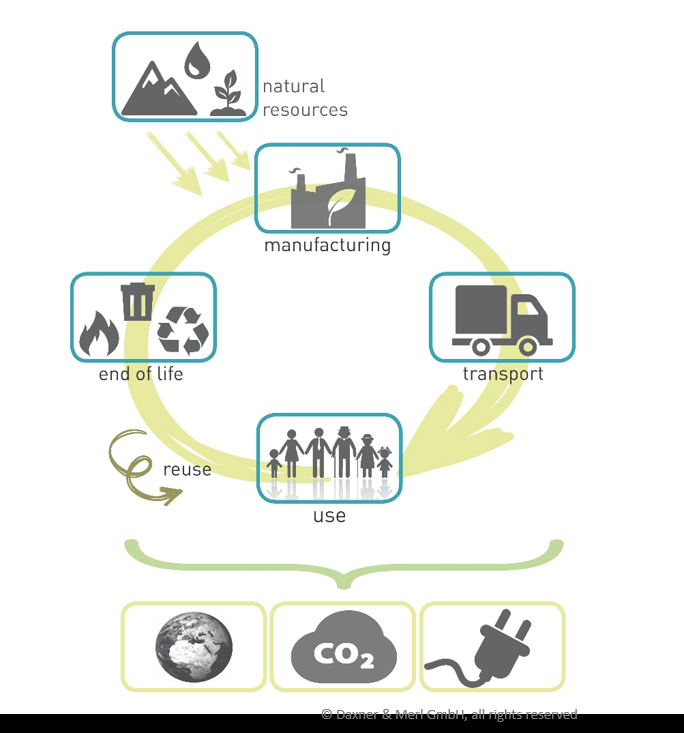 natural
resources
manufacturing
end of life
transport
reuse
use
CO2
© Daxner & Merl GmbH, all rights reserved